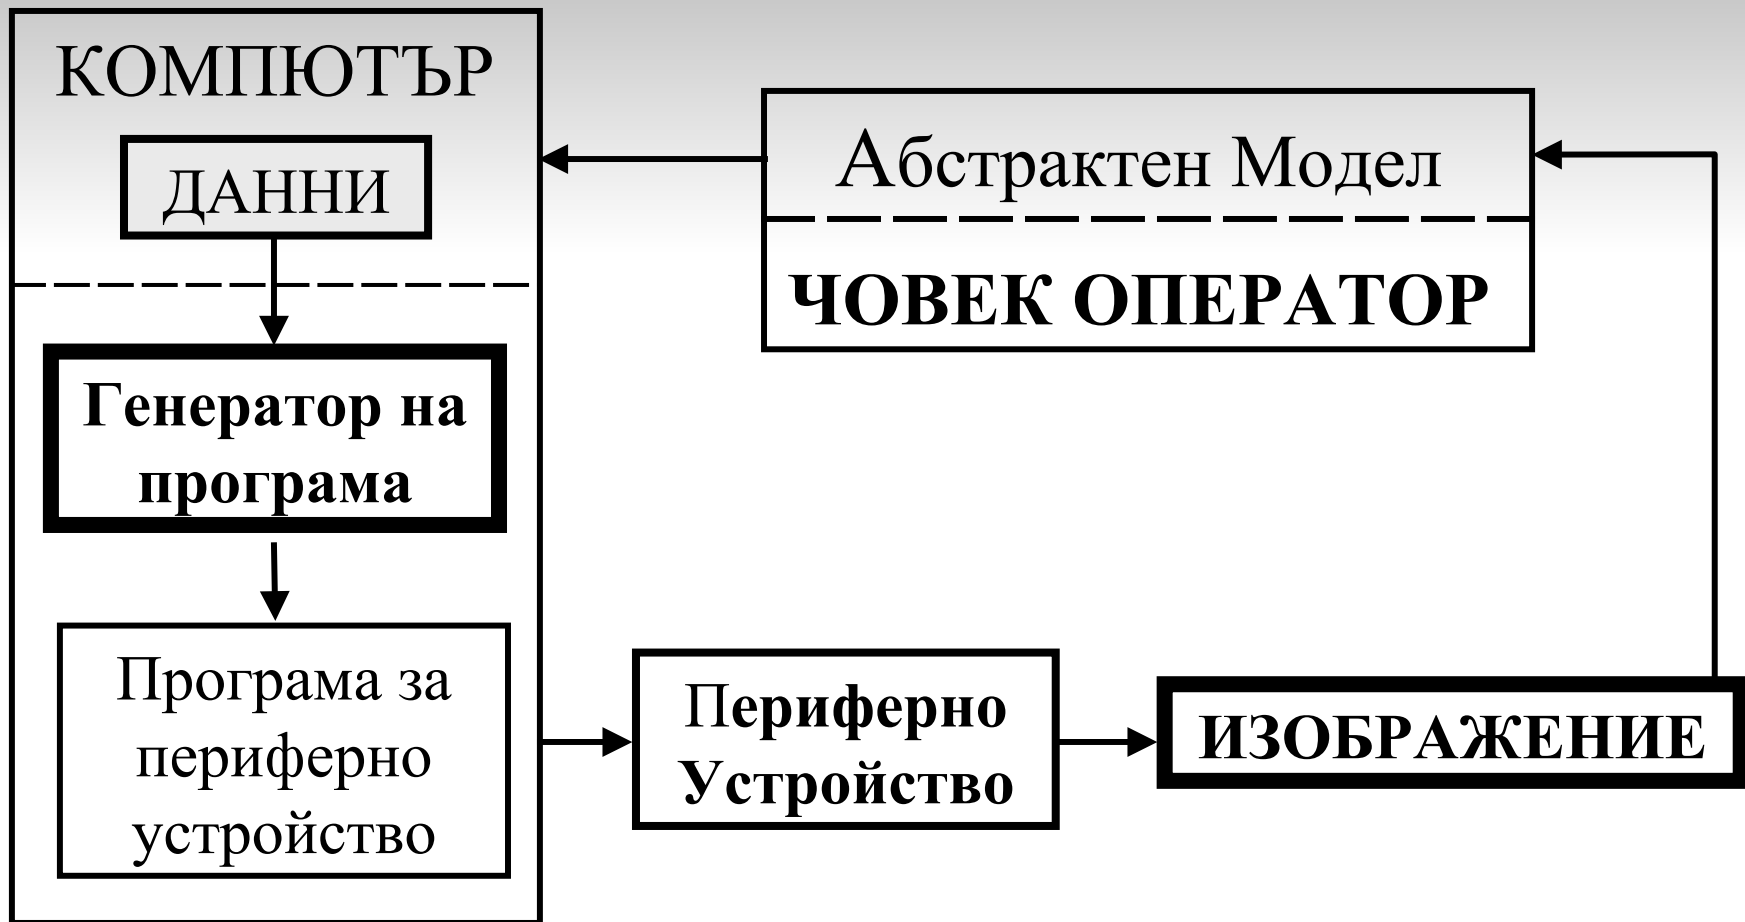 КОМПЮТЪР
ДАННИ
Генератор на
програма
Програма за
периферно
устройство
Абстрактен Модел
ЧОВЕК ОПЕРАТОР
Периферно
Устройство
ИЗОБРАЖЕНИЕ